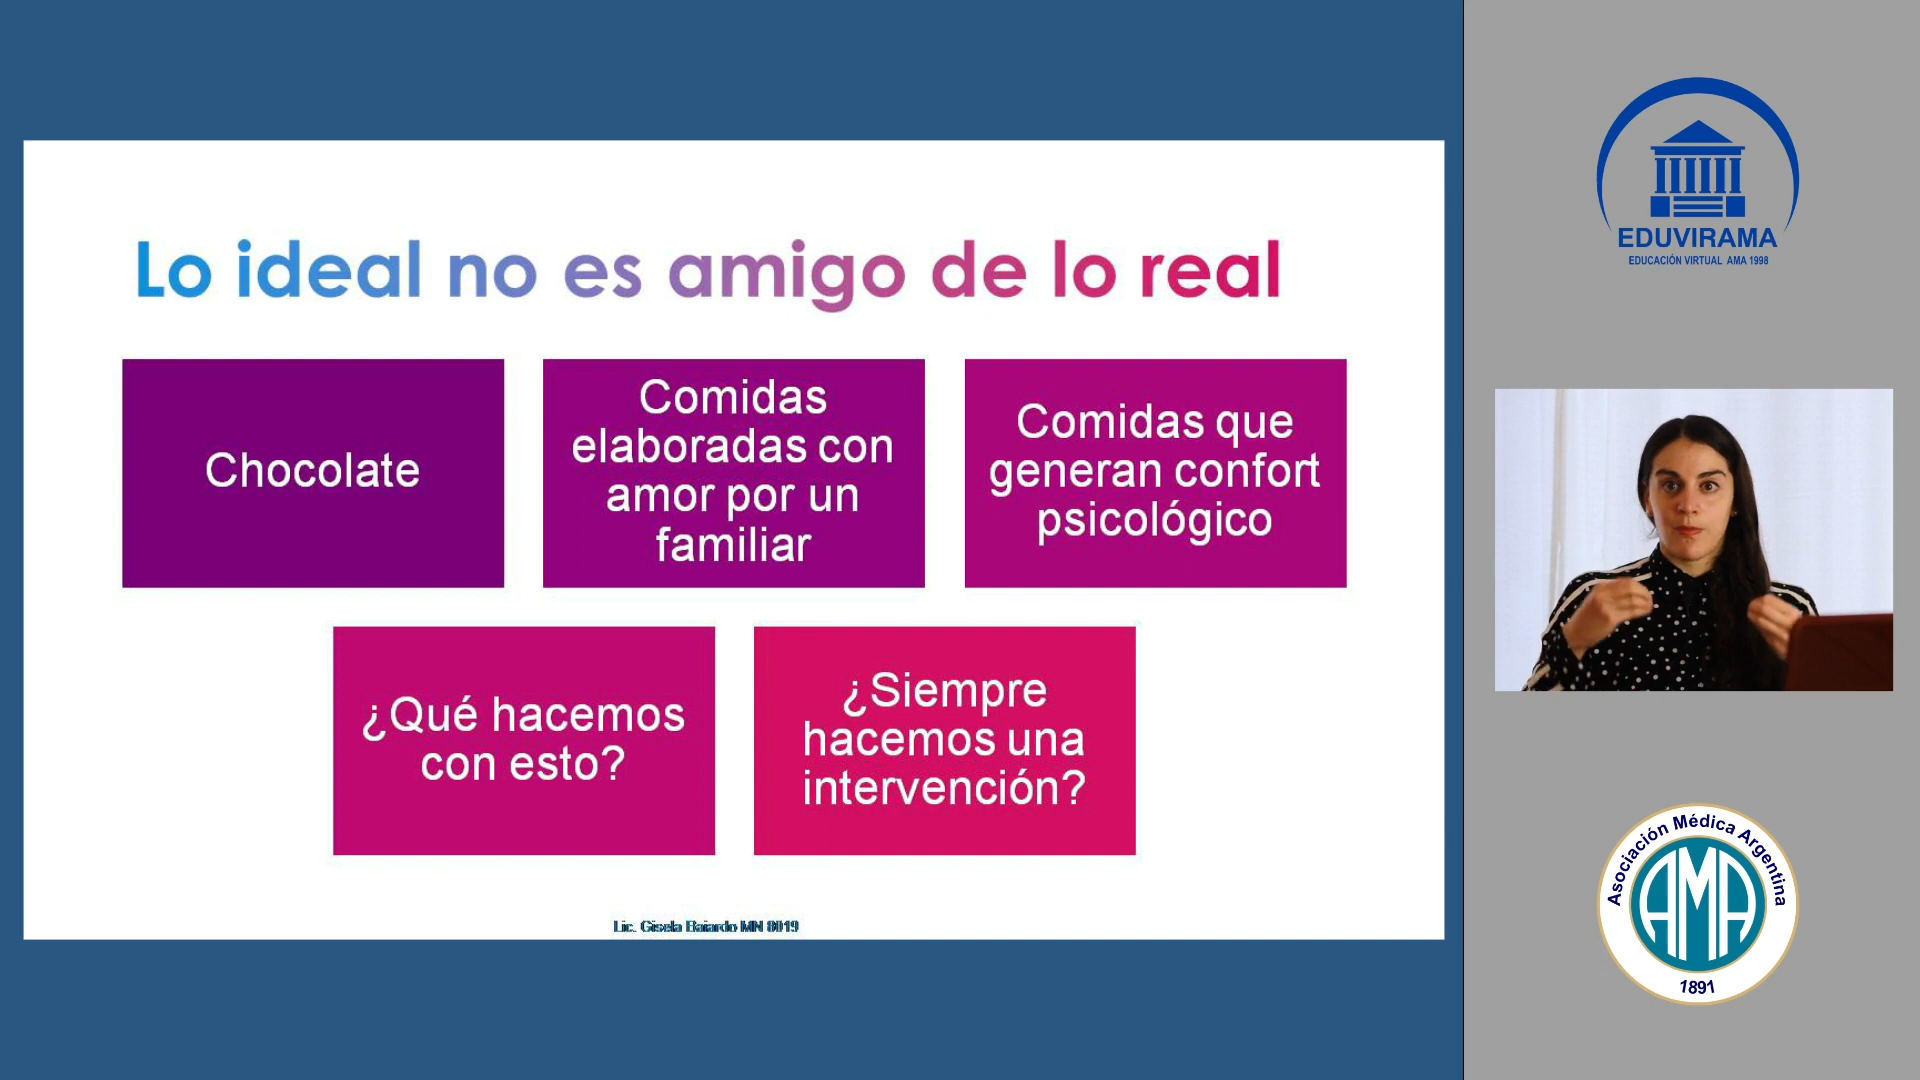 Lo ideal no es amigo de lo real
Chocolate
Comidas
elaboradas con
amor por un
familiar
Comidas que
generan confort
psicológico
¿Qué hacemos
con esto?
¿Siempre
hacemos una
intervención?
Lic. Gisela Baiardo MN 8019
EDUVIRAMA
EDUCACIÓN VIRTUAL AMA 1998
Asociación Médica Argentina
AMA
1891